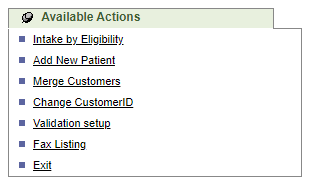 Available Actions
Intake by Eligibility
Add New Patient
Merge Customers
Change CustomerID
Validation setup
Fax Listing
Exit